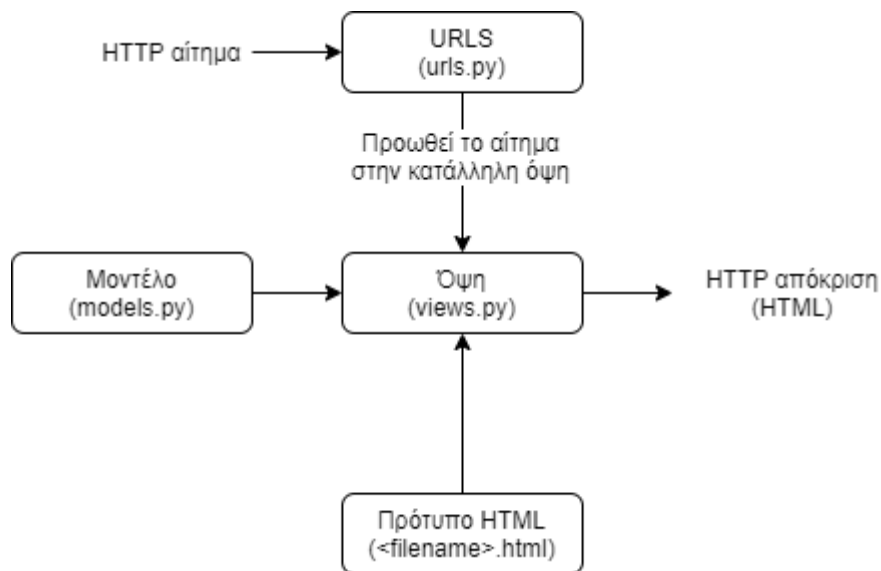 HTTP αίτημα
URLS
(urls.py)
Προωθεί το αίτημα
στην κατάλληλη όψη
Μοντέλο
(models.py)
Όψη
(views.py)
HTTP απόκριση
(HTML)
Πρότυπο HTML
(<filename>.html)